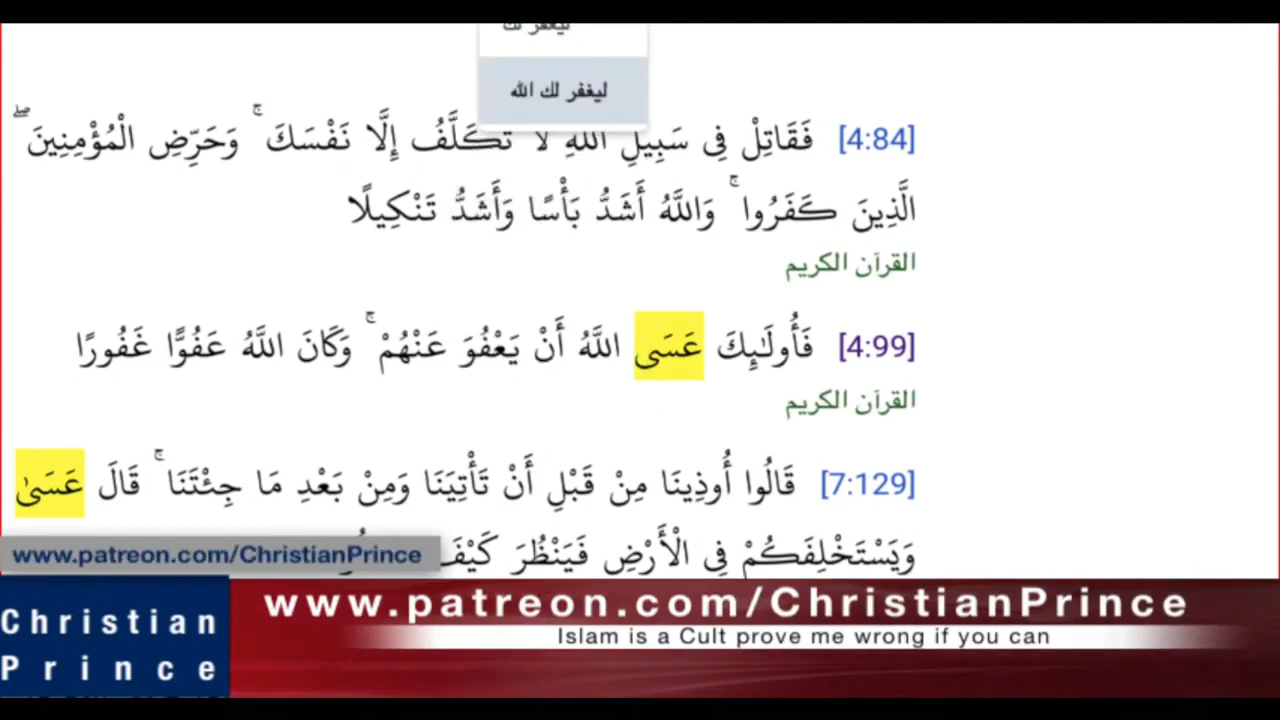 ليغفر لك
ليغفر لك الله
[4:84] فَقَاتِلْ فِي سَبِيلِ اللَّهِ لَا تُكَلَّفُ إِلَّا نَفْسَكَ ۚ وَحَرِّضِ الْمُؤْمِنِينَ ۖ
الَّذِينَ كَفَرُوا ۚ وَاللَّهُ أَشَدُّ بَأْسًا وَأَشَدُّ تَنْكِيلًا
القرآن الكريم
[4:99] فَأُولَٰئِكَ عَسَى اللَّهُ أَنْ يَعْفُوَ عَنْهُمْ ۚ وَكَانَ اللَّهُ عَفُوًّا غَفُورًا
القرآن الكريم
[7:129] قَالُوا أُوذِينَا مِنْ قَبْلِ أَنْ تَأْتِيَنَا وَمِنْ بَعْدِ مَا جِئْتَنَا ۚ قَالَ عَسَىٰ
وَيَسْتَخْلِفَكُمْ فِي الْأَرْضِ فَيَنْظُرَ كَيْفَ
www.patreon.com/ChristianPrince
Christian
Prince
www.patreon.com/ChristianPrince
Islam is a Cult prove me wrong if you can